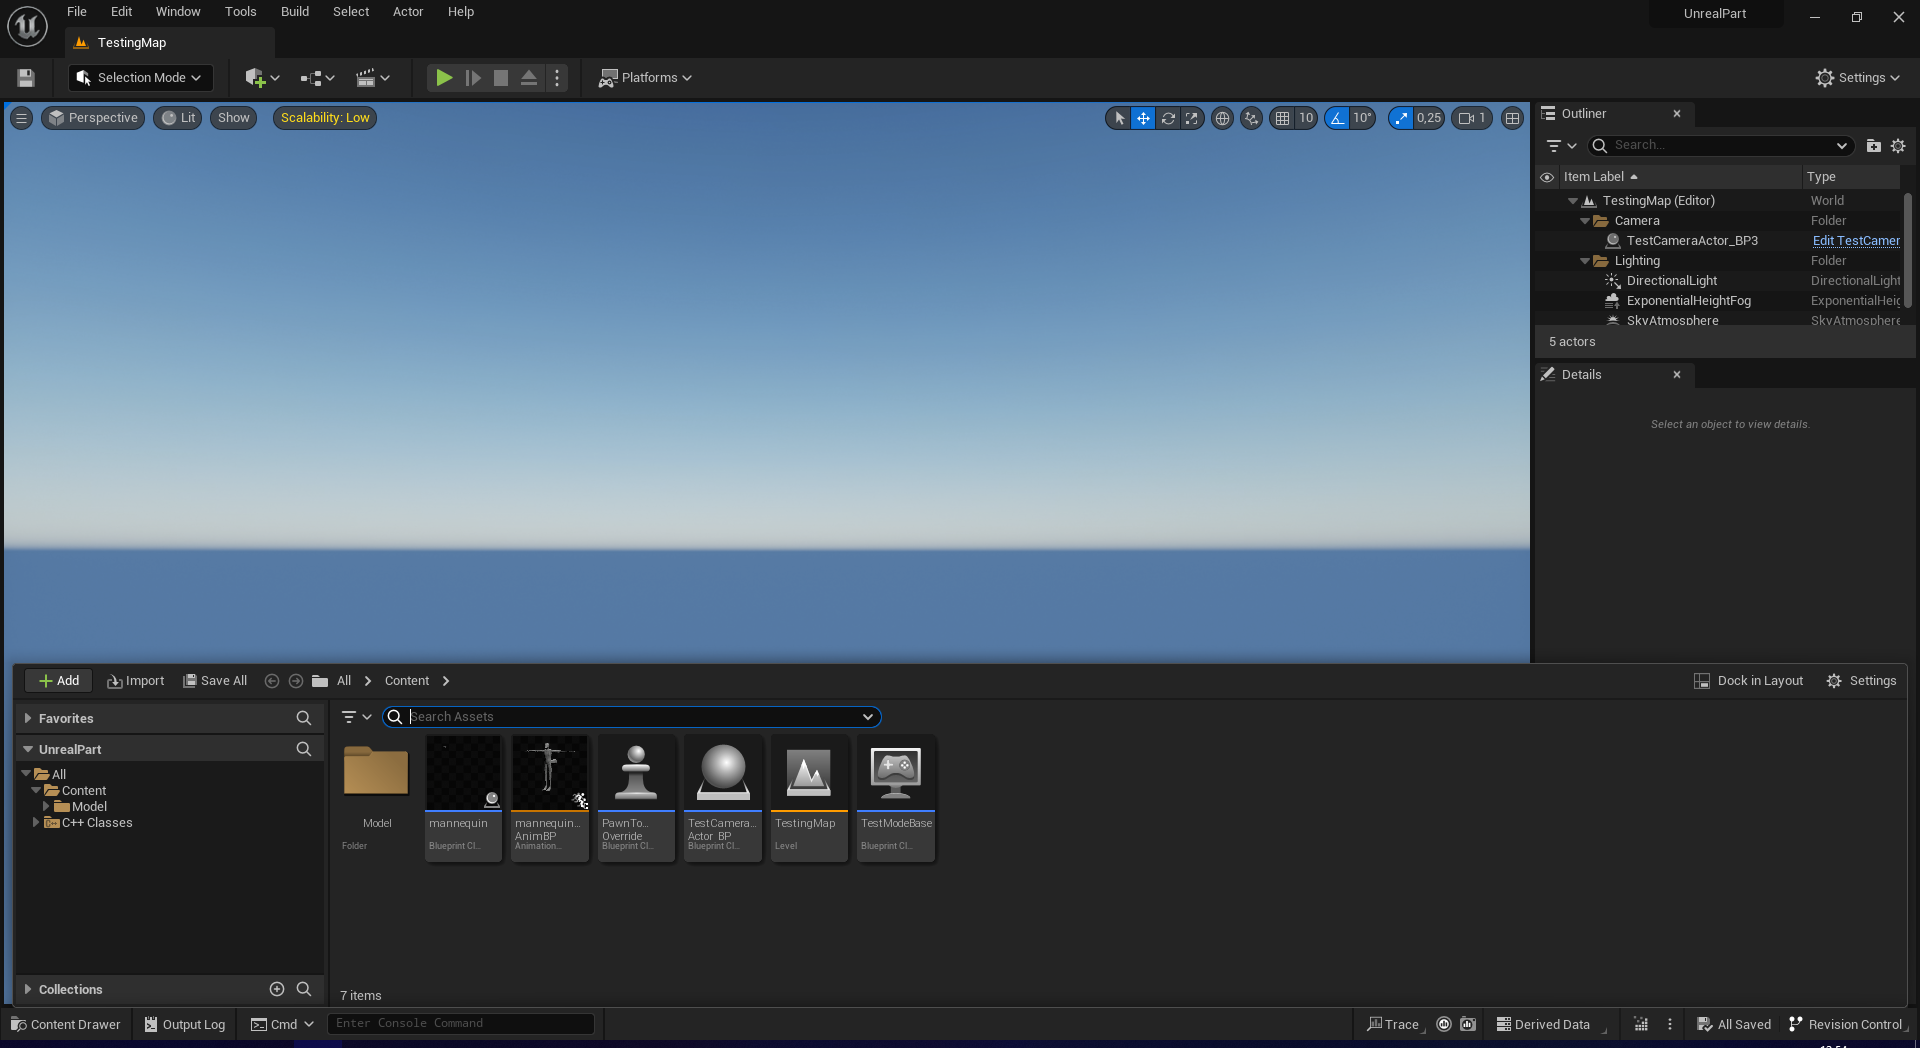 File Edit Window Tools Build Select Actor Help
UnrealPart
TestingMap
Selection Mode
Platforms
Settings
Perspective
Lit
Show
Scalability: Low
10
10°
0,25
1
Outliner
Search...
Item Label
Type
TestingMap (Editor)
World
Camera
Folder
TestCameraActor_BP3
Edit TestCamer
Lighting
Folder
DirectionalLight
DirectionalLight
ExponentialHeightFog
ExponentialHeig
SkyAtmosphere
SkyAtmosphere
5 actors
Details
Select an object to view details.
Add
Import
Save All
All
Content
Dock in Layout
Settings
Favorites
UnrealPart
All
Content
Model
C++ Classes
Collections
Search Assets
Model
Folder
mannequin
Blueprint Cl...
mannequin...
AnimBP
Animation...
PawnTo...
Override
Blueprint Cl...
TestCamera...
Actor_BP
Blueprint Cl...
TestingMap
Level
TestModeBase
Blueprint Cl...
7 items
Content Drawer
Output Log
Cmd
Enter Console Command
Trace
Derived Data
All Saved
Revision Control